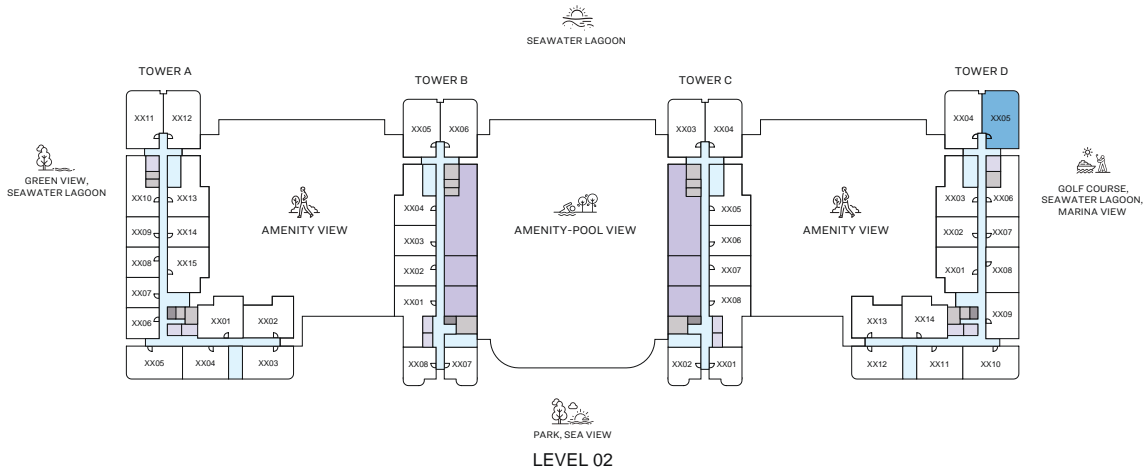 SEAWATER LAGOON
TOWER A
TOWER B
TOWER C
TOWER D
XX11
XX12
XX05
XX06
XX03
XX04
XX04
XX05
GREEN VIEW,
SEAWATER LAGOON
GOLF COURSE,
SEAWATER LAGOON,
MARINA VIEW
XX10
XX13
XX09
XX14
XX08
XX15
XX07
XX06
XX01
XX02
XX05
XX04
XX03
AMENITY VIEW
XX04
XX03
XX02
XX01
XX08
XX07
AMENITY-POOL VIEW
XX05
XX06
XX07
XX08
XX02
XX01
AMENITY VIEW
XX03
XX06
XX02
XX07
XX01
XX08
XX09
XX13
XX14
XX12
XX11
XX10
PARK, SEA VIEW
LEVEL 02